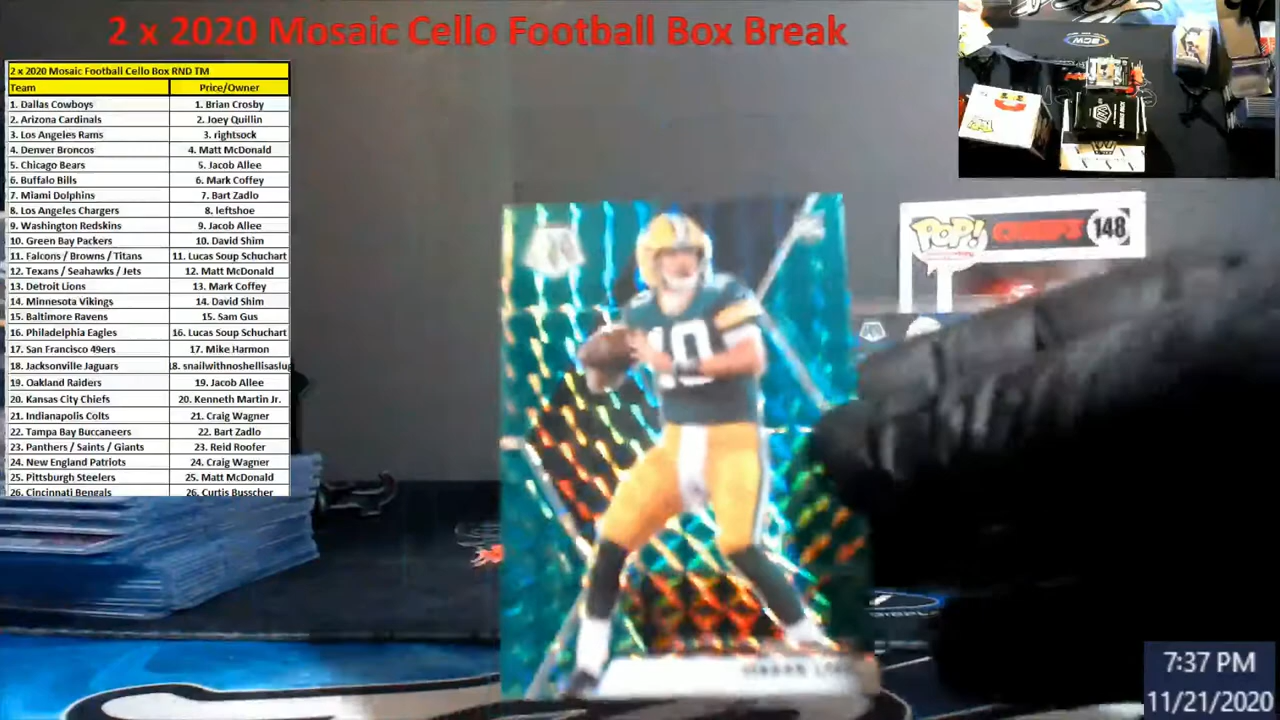 2 x 2020 Mosaic Cello Football Box Break
2 x 2020 Mosaic Football Cello Box RND TM
Team Price/Owner
1. Dallas Cowboys 1. Brian Crosby
2. Arizona Cardinals 2. Joey Quillin
3. Los Angeles Rams 3. rightsock
4. Denver Broncos 4. Matt McDonald
5. Chicago Bears 5. Jacob Allee
6. Buffalo Bills 6. Mark Coffey
7. Miami Dolphins 7. Bart Zadlo
8. Los Angeles Chargers 8. leftshoe
9. Washington Redskins 9. Jacob Allee
10. Green Bay Packers 10. David Shim
11. Falcons / Browns / Titans 11. Lucas Soup Schuchart
12. Texans / Seahawks / Jets 12. Matt McDonald
13. Detroit Lions 13. Mark Coffey
14. Minnesota Vikings 14. David Shim
15. Baltimore Ravens 15. Sam Gus
16. Philadelphia Eagles 16. Lucas Soup Schuchart
17. San Francisco 49ers 17. Mike Harmon
18. Jacksonville Jaguars 18. snailwithnoshellisaslug
19. Oakland Raiders 19. Jacob Allee
20. Kansas City Chiefs 20. Kenneth Martin Jr.
21. Indianapolis Colts 21. Craig Wagner
22. Tampa Bay Buccaneers 22. Bart Zadlo
23. Panthers / Saints / Giants 23. Reid Roofer
24. New England Patriots 24. Craig Wagner
25. Pittsburgh Steelers 25. Matt McDonald
26. Cincinnati Bengals 26. Curtis Busscher
POP!
CHIEFS 148
10
7:37 PM
11/21/2020